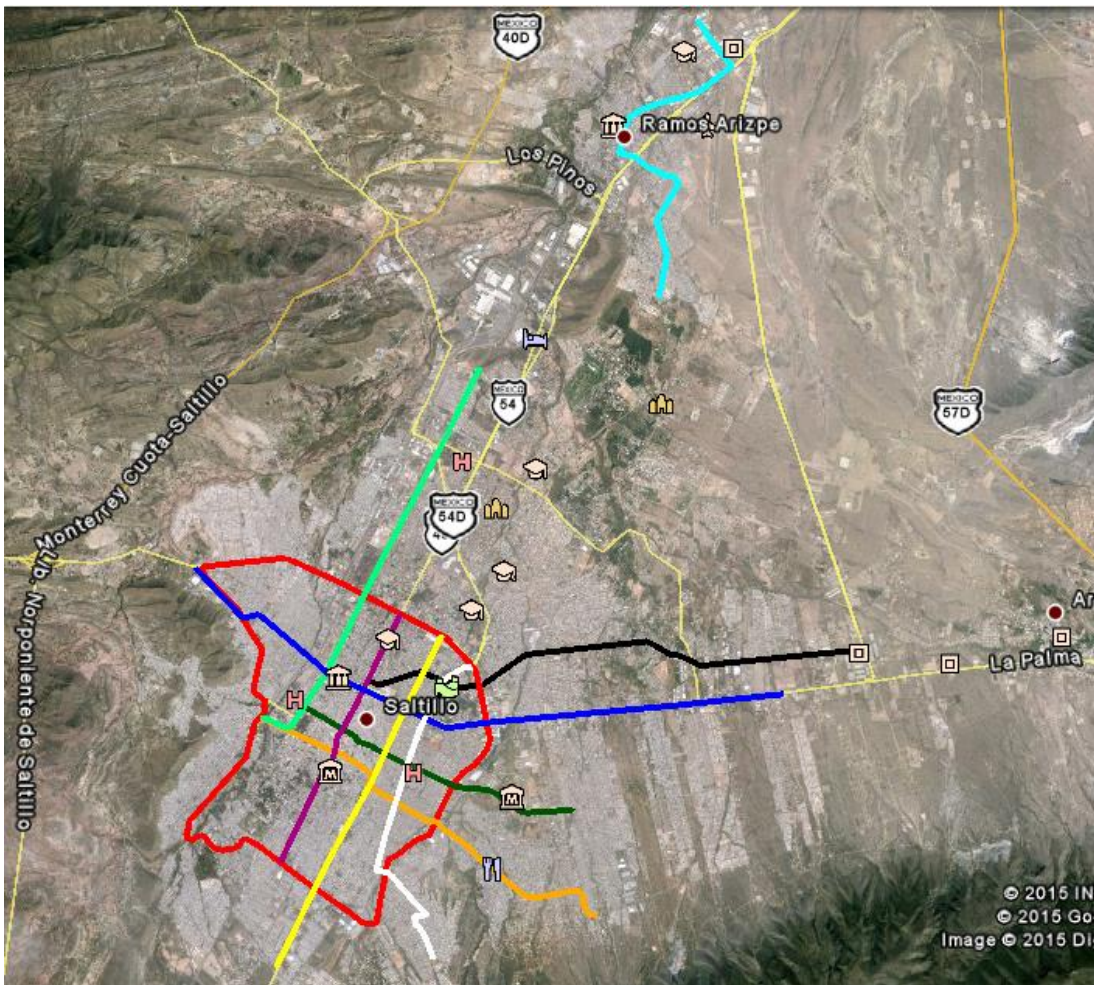 MEXICO
40D
Ramos Arizpe
Los Pinos
MEXICO
54
MEXICO
57D
Monterrey Cuota-Saltillo
MEXICO
54D
Lib. Norponiente de Saltillo
Ar
La Palma
Saltillo
H
H
H
M
M
© 2015 IN
© 2015 Go
Image © 2015 Di